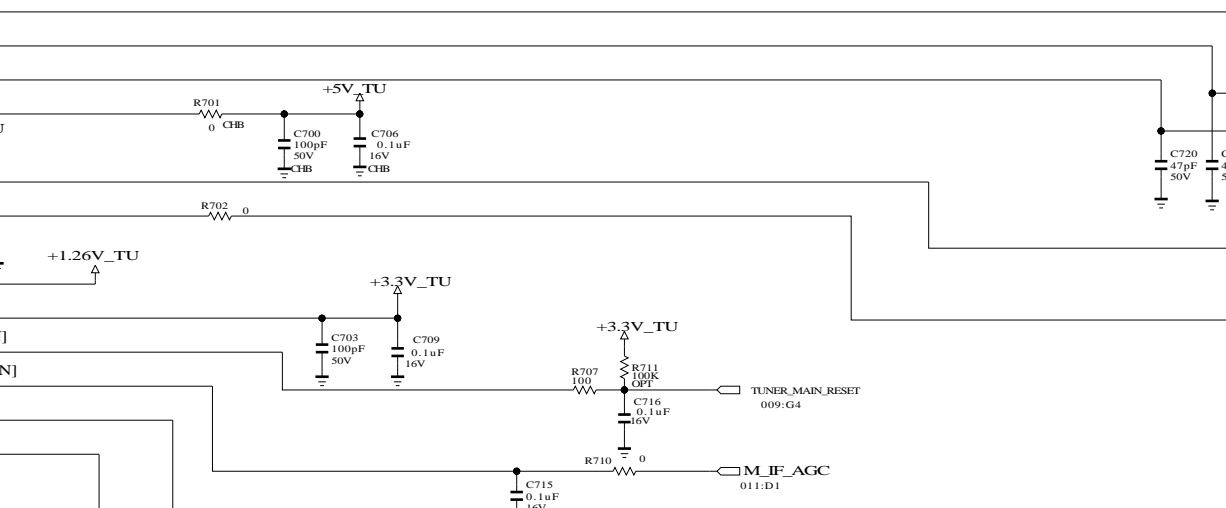 +5V_TU
R701
0 CHB
C700
100pF
50V
CHB
C706
0.1uF
16V
CHB
C720
47pF
50V
R702
0
+1.26V_TU
+3.3V_TU
C703
100pF
50V
C709
0.1uF
16V
+3.3V_TU
R711
100K
OPT
R707
100
TUNER_MAIN_RESET
009:G4
C716
0.1uF
16V
N]
R710
0
M_IF_AGC
011:D1
C715
0.1uF
16V